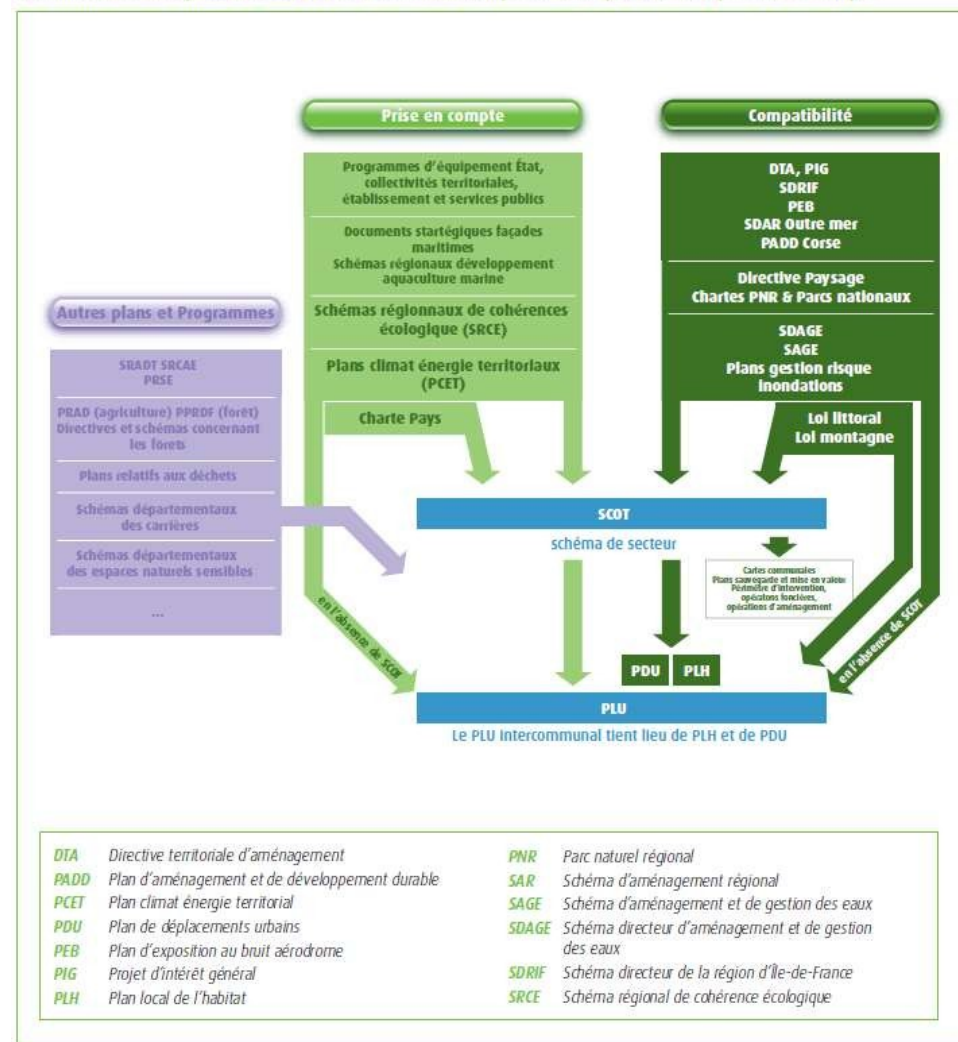 Prise en compte
Programmes d'équipement État,
collectivités territoriales,
établissement et services publics
Documents startégiques façades
maritimes
Schémas régionaux développement
aquaculture marine
Schémas régionnaux de cohérences
écologique (SRCE)
Plans climat énergie territoriaux
(PCET)
Charte Pays
Compatibilité
DTA, PIG
SDRIF
PEB
SDAR Outre mer
PADD Corse
Directive Paysage
Chartes PNR & Parcs nationaux
SDAGE
SAGE
Plans gestion risque
inondations
Loi littoral
Loi montagne
Autres plans et Programmes
SRADT SRCAE
PRSE
PRAD (agriculture) PPRDF (forêt)
Directives et schémas concernant
les forets
Plans relatifs aux déchets
Schémas départementaux
des carrières
Schémas départementaux
des espaces naturels sensibles
...
SCOT
schéma de secteur
Cartes communales
Plans sauvegarde et mise en valeur
Périmètre d'intervention,
opérations foncières,
opérations d'aménagement
en l'absence de SCOT
en l'absence de SCOT
PDU PLH
PLU
Le PLU intercommunal tient lieu de PLH et de PDU
DTA Directive territoriale d'aménagement
PADD Plan d'aménagement et de développement durable
PCET Plan climat énergie territorial
PDU Plan de déplacements urbains
PEB Plan d'exposition au bruit aérodrome
PIG Projet d'intérêt général
PLH Plan local de l'habitat
PNR Parc naturel régional
SAR Schéma d'aménagement régional
SAGE Schéma d'aménagement et de gestion des eaux
SDAGE Schéma directeur d'aménagement et de gestion
des eaux
SDRIF Schéma directeur de la région d'Île-de-France
SRCE Schéma régional de cohérence écologique